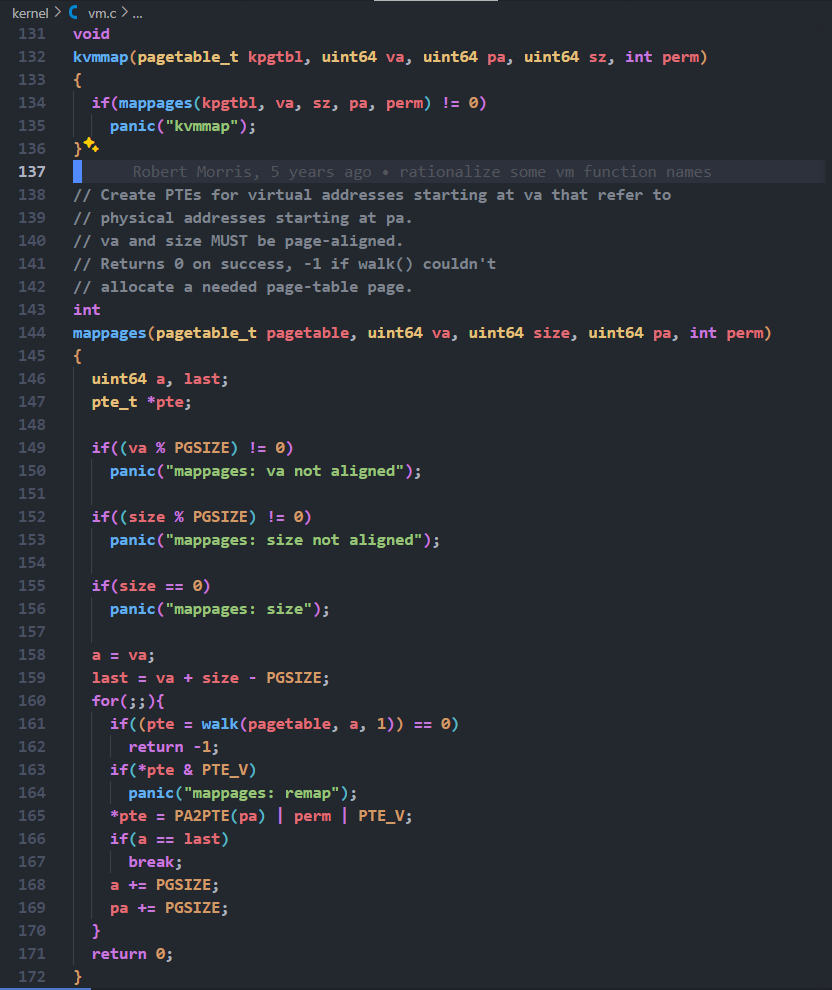 kernel > C vm.c > ...
131 void
132 kvmmap(pagetable_t kpgtbl, uint64 va, uint64 pa, uint64 sz, int perm)
133 {
134   if(mappages(kpgtbl, va, sz, pa, perm) != 0)
135     panic("kvmmap");
136 }
137 Robert Morris, 5 years ago • rationalize some vm function names
138 // Create PTEs for virtual addresses starting at va that refer to
139 // physical addresses starting at pa.
140 // va and size MUST be page-aligned.
141 // Returns 0 on success, -1 if walk() couldn't
142 // allocate a needed page-table page.
143 int
144 mappages(pagetable_t pagetable, uint64 va, uint64 size, uint64 pa, int perm)
145 {
146   uint64 a, last;
147   pte_t *pte;
148
149   if((va % PGSIZE) != 0)
150     panic("mappages: va not aligned");
151
152   if((size % PGSIZE) != 0)
153     panic("mappages: size not aligned");
154
155   if(size == 0)
156     panic("mappages: size");
157
158   a = va;
159   last = va + size - PGSIZE;
160   for(;;){
161     if((pte = walk(pagetable, a, 1)) == 0)
162       return -1;
163     if(*pte & PTE_V)
164       panic("mappages: remap");
165     *pte = PA2PTE(pa) | perm | PTE_V;
166     if(a == last)
167       break;
168     a += PGSIZE;
169     pa += PGSIZE;
170   }
171   return 0;
172 }